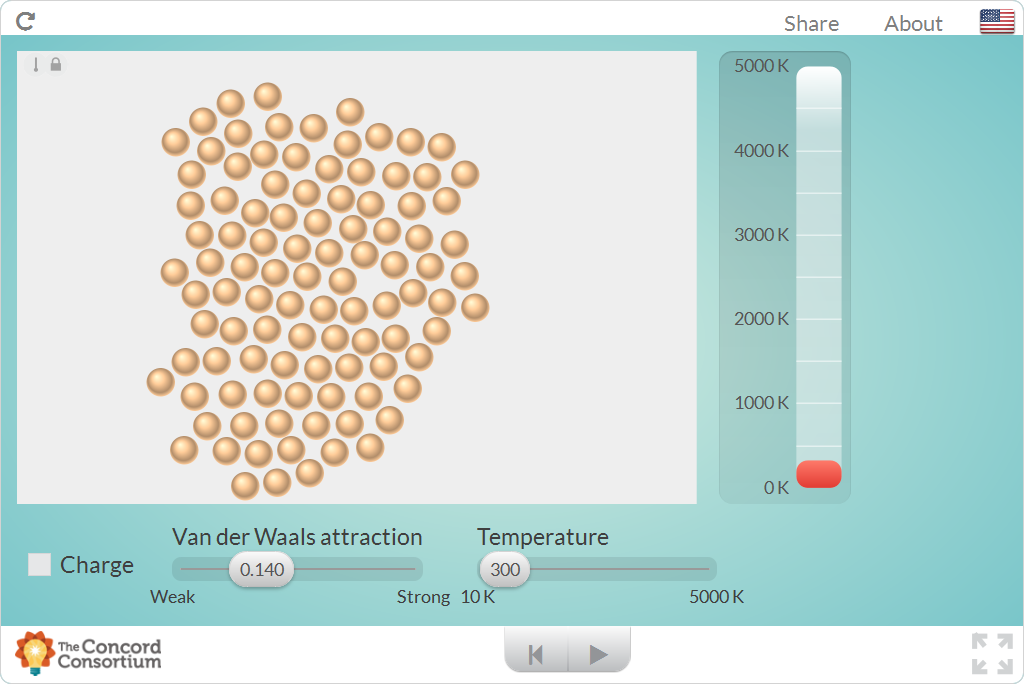 Share
About
5000 K
4000 K
3000 K
2000 K
1000 K
0 K
Van der Waals attraction
Temperature
Charge
0.140
300
Weak
Strong
10 K
5000 K
The Concord
Consortium